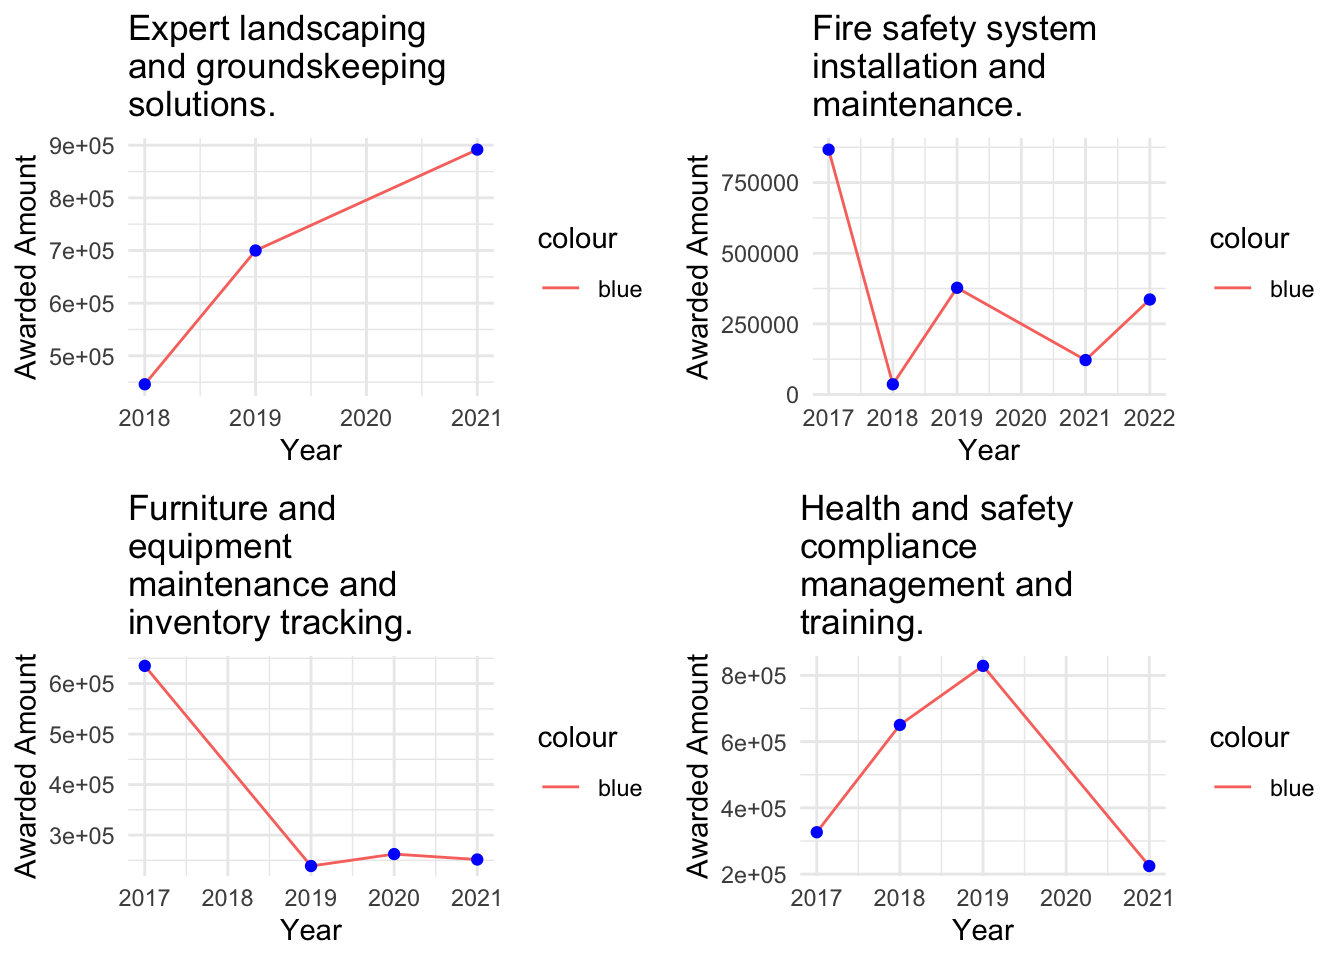 Expert landscaping
and groundskeeping
solutions.
9e+05
8e+05
7e+05
6e+05
5e+05
Awarded Amount
2018 2019 2020 2021
Year
colour
blue
Fire safety system
installation and
maintenance.
750000
500000
250000
0
Awarded Amount
2017 2018 2019 2020 2021 2022
Year
colour
blue
Furniture and
equipment
maintenance and
inventory tracking.
6e+05
5e+05
4e+05
3e+05
Awarded Amount
2017 2018 2019 2020 2021
Year
colour
blue
Health and safety
compliance
management and
training.
8e+05
6e+05
4e+05
2e+05
Awarded Amount
2017 2018 2019 2020 2021
Year
colour
blue